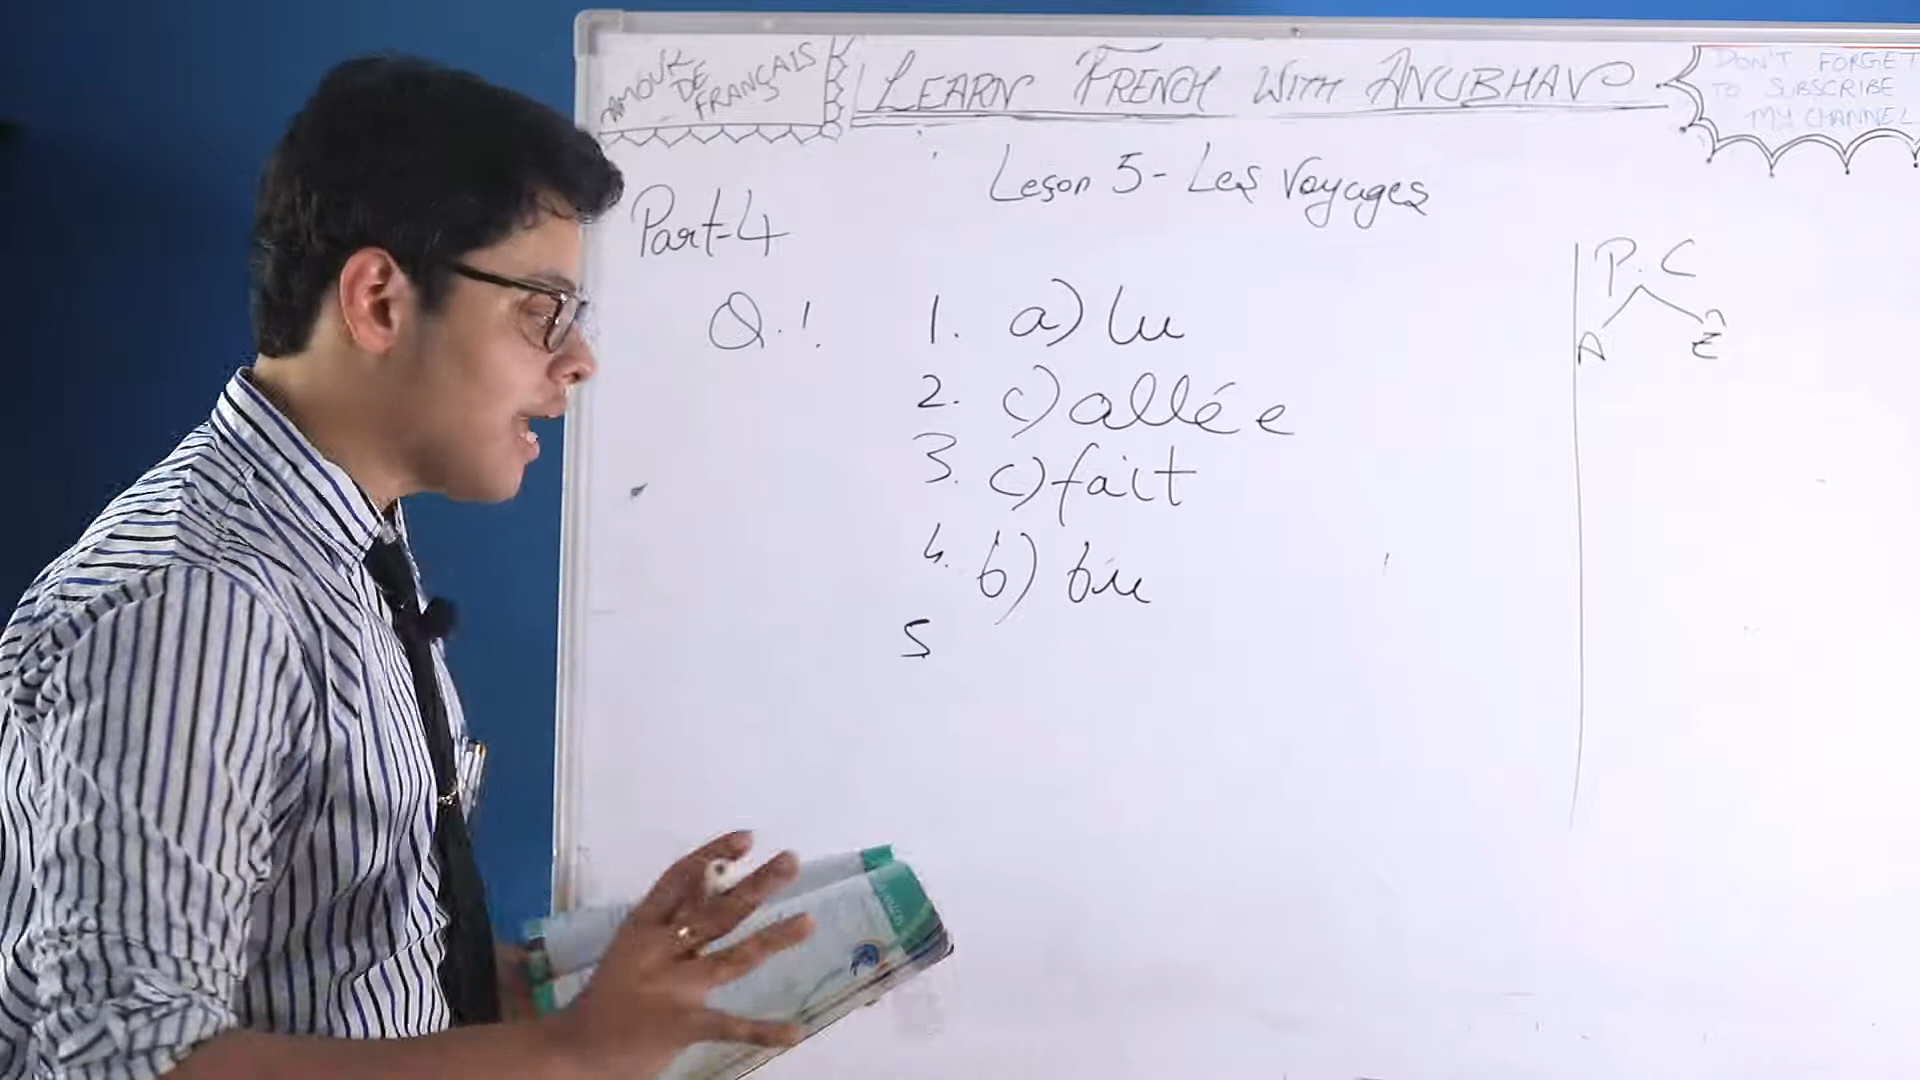 AMOUR
DE
FRANÇAIS
LEARN FRENCH WITH ANUBHAV
DON'T FORGET
TO SUBSCRIBE
MY CHANNEL
Leson 5 - Les Voyages
Part-4
P.C
A Ê
Q.1
1. a) lu
2. c) allée
3. c) fait
4. b) bu
5